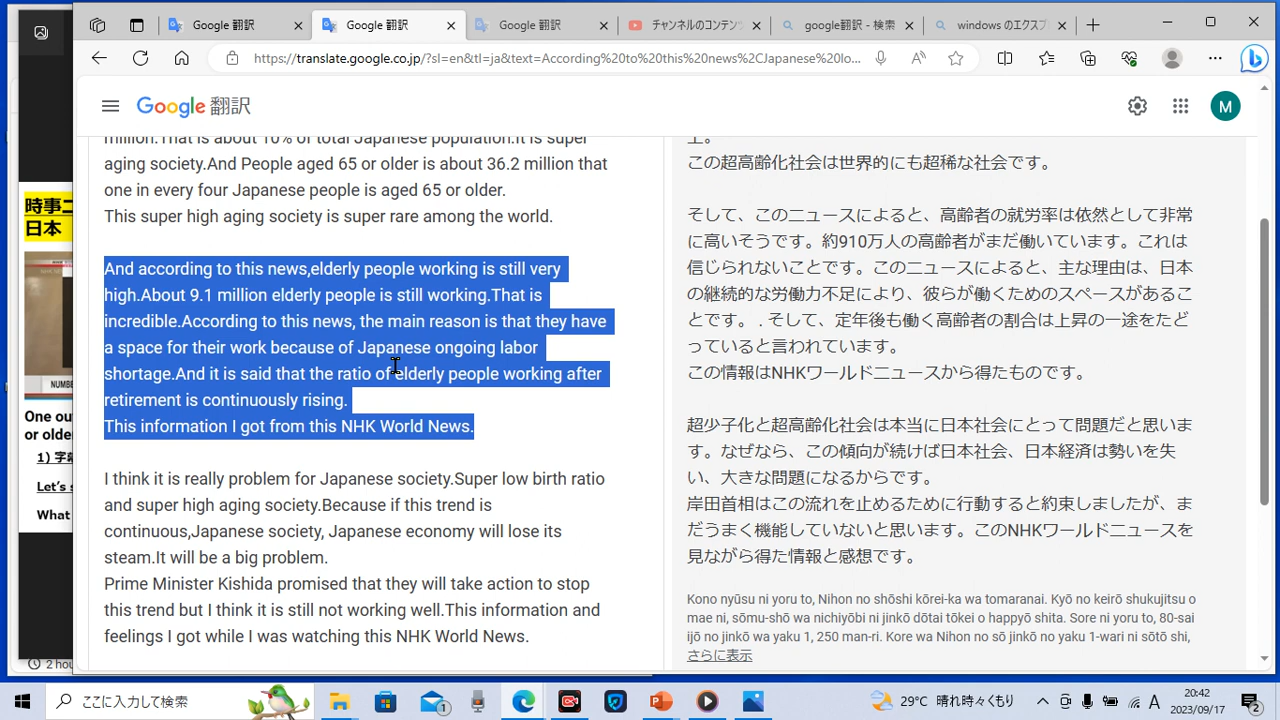 Google 翻訳
Google 翻訳
Google 翻訳
チャンネルのコンテンツ
google翻訳 - 検索
windows のエクスプ
https://translate.google.co.jp/?sl=en&tl=ja&text=According%20to%20this%20news%2CJapanese%20lo...
Google 翻訳
M
million.That is about 10% of total Japanese population.It is super
aging society.And People aged 65 or older is about 36.2 million that
one in every four Japanese people is aged 65 or older.
This super high aging society is super rare among the world.
And according to this news,elderly people working is still very
high.About 9.1 million elderly people is still working.That is
incredible.According to this news, the main reason is that they have
a space for their work because of Japanese ongoing labor
shortage.And it is said that the ratio of elderly people working after
retirement is continuously rising.
This information I got from this NHK World News.
I think it is really problem for Japanese society.Super low birth ratio
and super high aging society.Because if this trend is
continuous,Japanese society, Japanese economy will lose its
steam.It will be a big problem.
Prime Minister Kishida promised that they will take action to stop
this trend but I think it is still not working well.This information and
feelings I got while I was watching this NHK World News.
上。
この超高齢化社会は世界的にも超稀な社会です。
そして、このニュースによると、高齢者の就労率は依然として非常
に高いそうです。約910万人の高齢者がまだ働いています。これは
信じられないことです。このニュースによると、主な理由は、日本
の継続的な労働力不足により、彼らが働くためのスペースがあるこ
とです。 . そして、定年後も働く高齢者の割合は上昇の一途をたど
っていると言われています。
この情報はNHKワールドニュースから得たものです。
超少子化と超高齢化社会は本当に日本社会にとって問題だと思いま
す。なぜなら、この傾向が続けば日本社会、日本経済は勢いを失
い、大きな問題になるからです。
岸田首相はこの流れを止めるために行動すると約束しましたが、ま
だうまく機能していないと思います。このNHKワールドニュースを
見ながら得た情報と感想です。
Kono nyūsu ni yoru to, Nihon no shōshi kōrei-ka wa tomaranai. Kyō no keirō shukujitsu o
mae ni, sōmu-shō wa nichiyōbi ni jinkō dōtai tōkei o happyō shita. Sore ni yoru to, 80-sai
ijō no jinkō wa yaku 1, 250 man-ri. Kore wa Nihon no sō jinkō no yaku 1-wari ni sōtō shi,
さらに表示
時事ニ
日本
NUMB
One ou
or olde
1) 字幕
Let's
What
2 hou
ここに入力して検索
1
29°C 晴れ時々くもり
A
20:42
2023/09/17
2